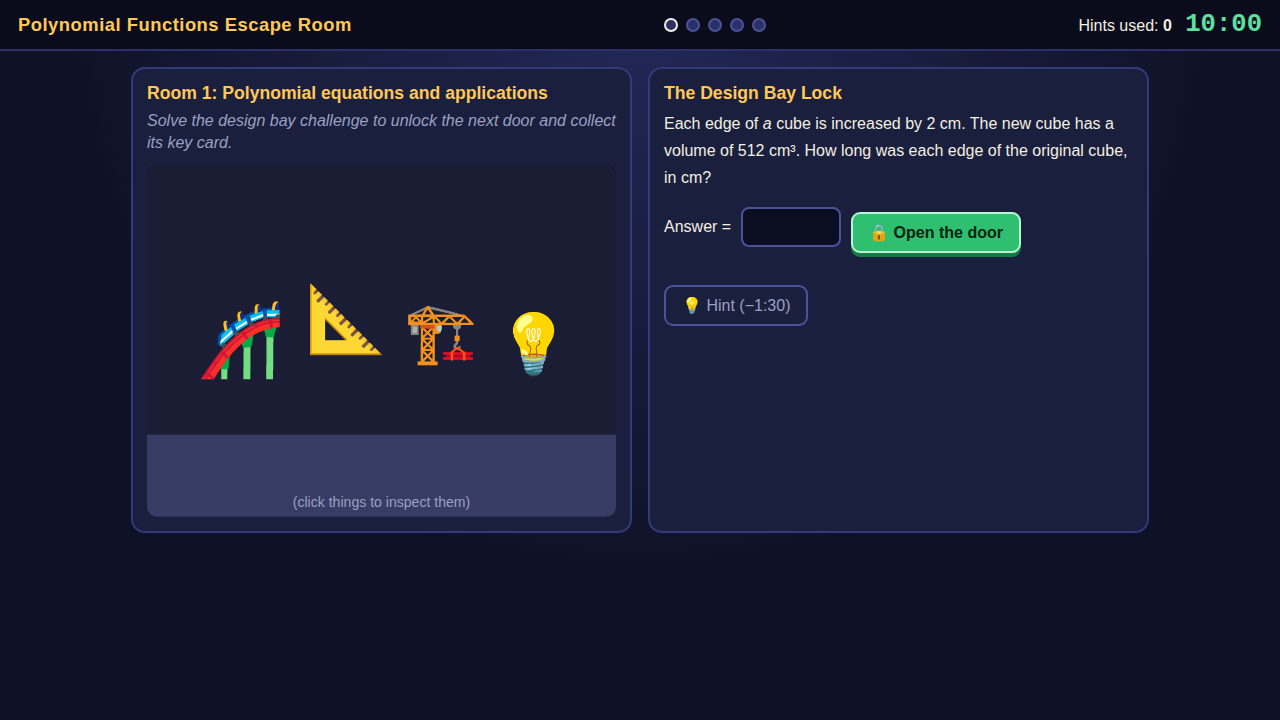 Polynomial Functions Escape Room
Hints used: 0 10:00
Room 1: Polynomial equations and applications
Solve the design bay challenge to unlock the next door and collect
its key card.
(click things to inspect them)
The Design Bay Lock
Each edge of a cube is increased by 2 cm. The new cube has a
volume of 512 cm³. How long was each edge of the original cube,
in cm?
Answer =
🔒 Open the door
💡 Hint (−1:30)